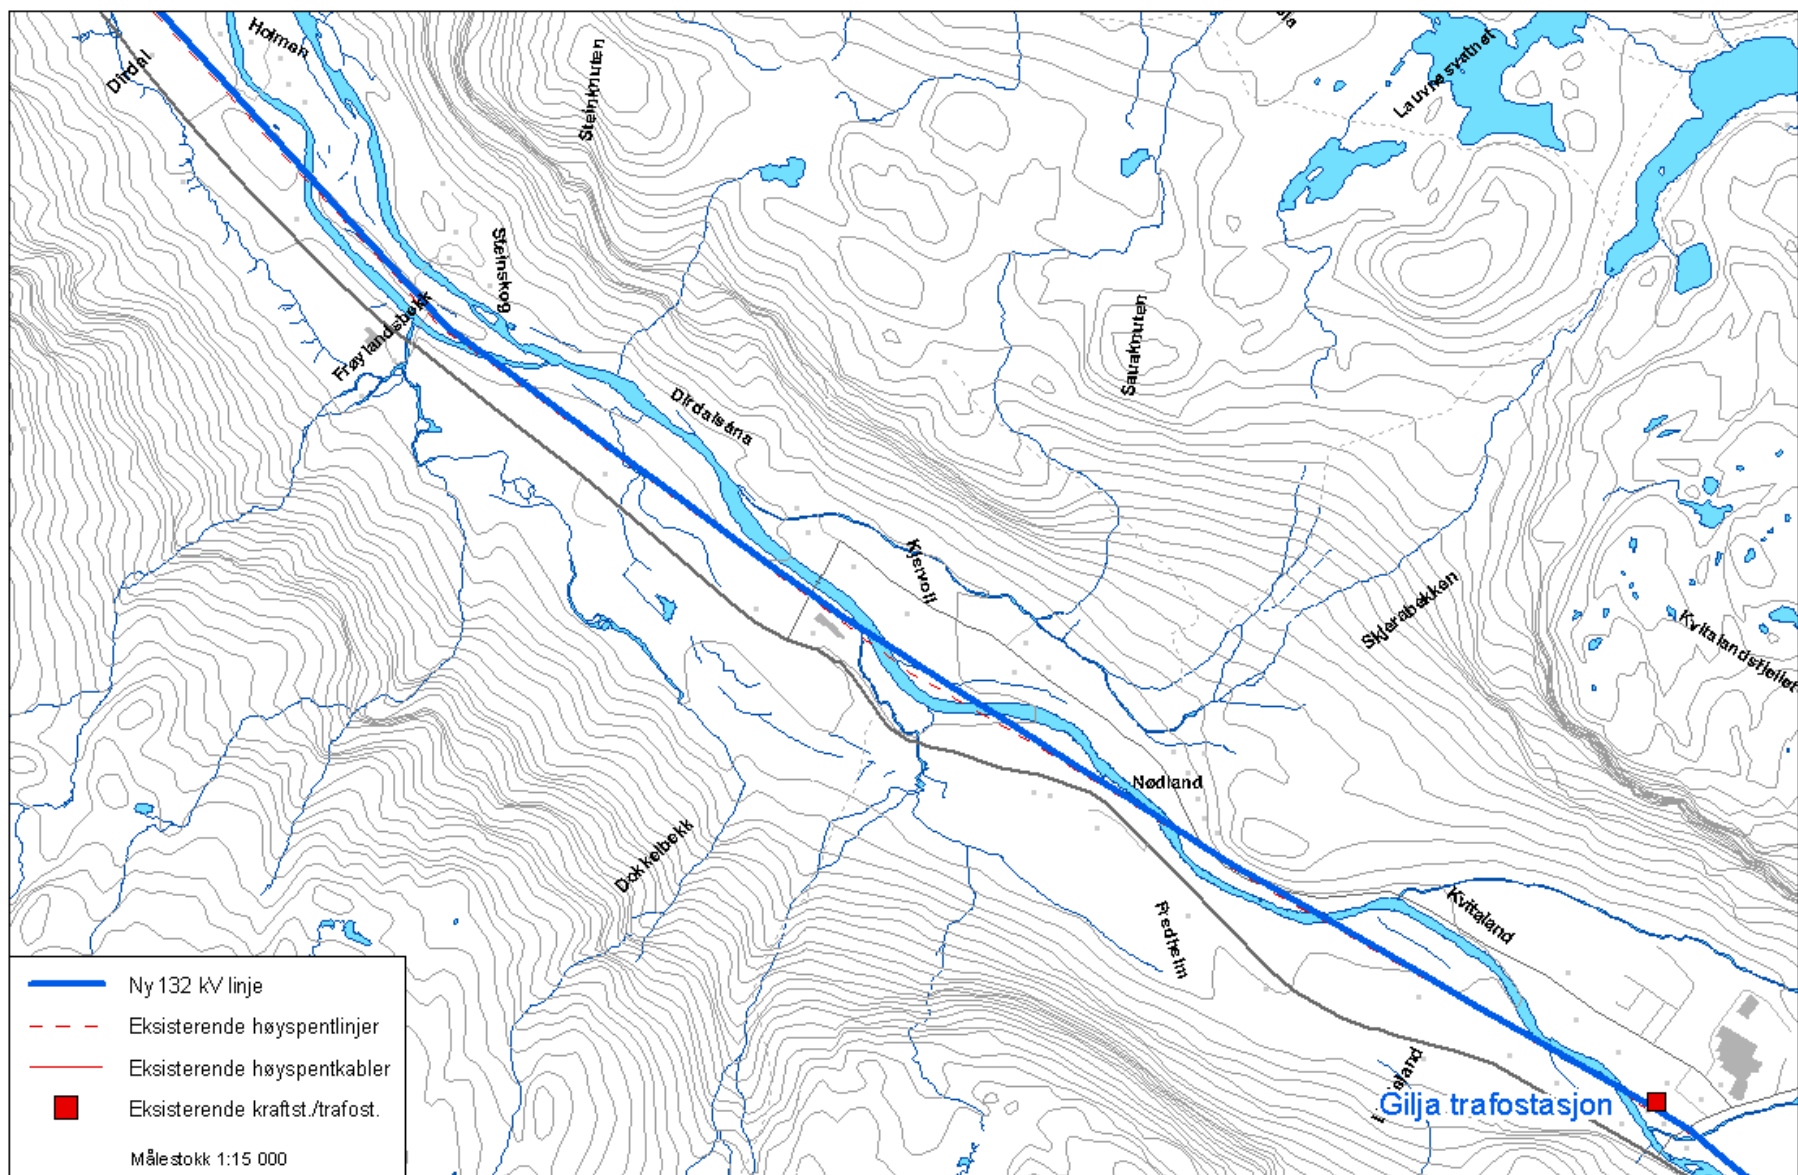 Holmen
Dirdal
Steinknuten
Lauvnesvatnet
Steinskog
Frøylandsbekk
Sauraknuten
Dirdalsåna
Kjervoll
Skjerabekken
Kvitalandsfjellet
Nødland
Dokkelbekk
Fredheim
Kvitaland
Gilja trafostasjon
Ny 132 kV linje
Eksisterende høyspentlinjer
Eksisterende høyspentkabler
Eksisterende kraftst./trafost.
Målestokk 1:15 000